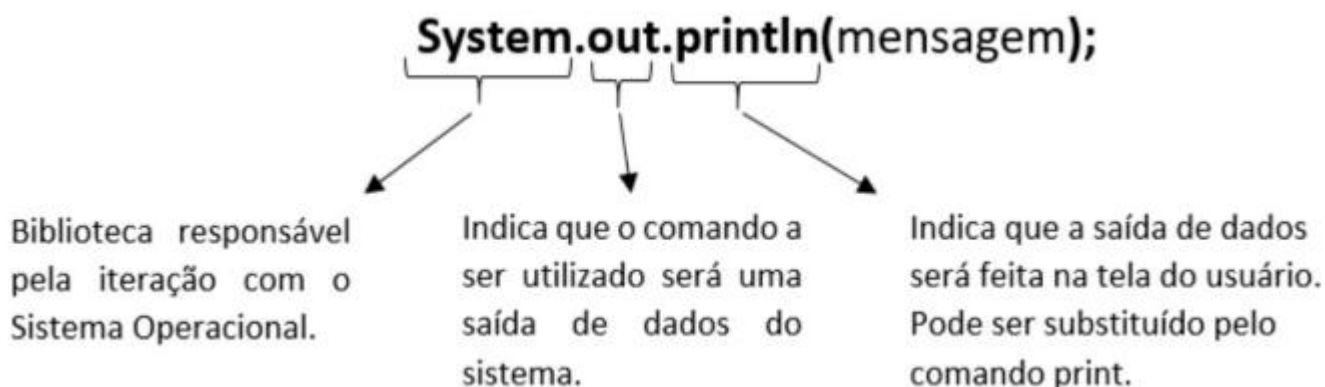 System.out.println(mensagem);
Biblioteca responsável
pela iteração com o
Sistema Operacional.
Indica que o comando a
ser utilizado será uma
saída de dados do
sistema.
Indica que a saída de dados
será feita na tela do usuário.
Pode ser substituído pelo
comando print.